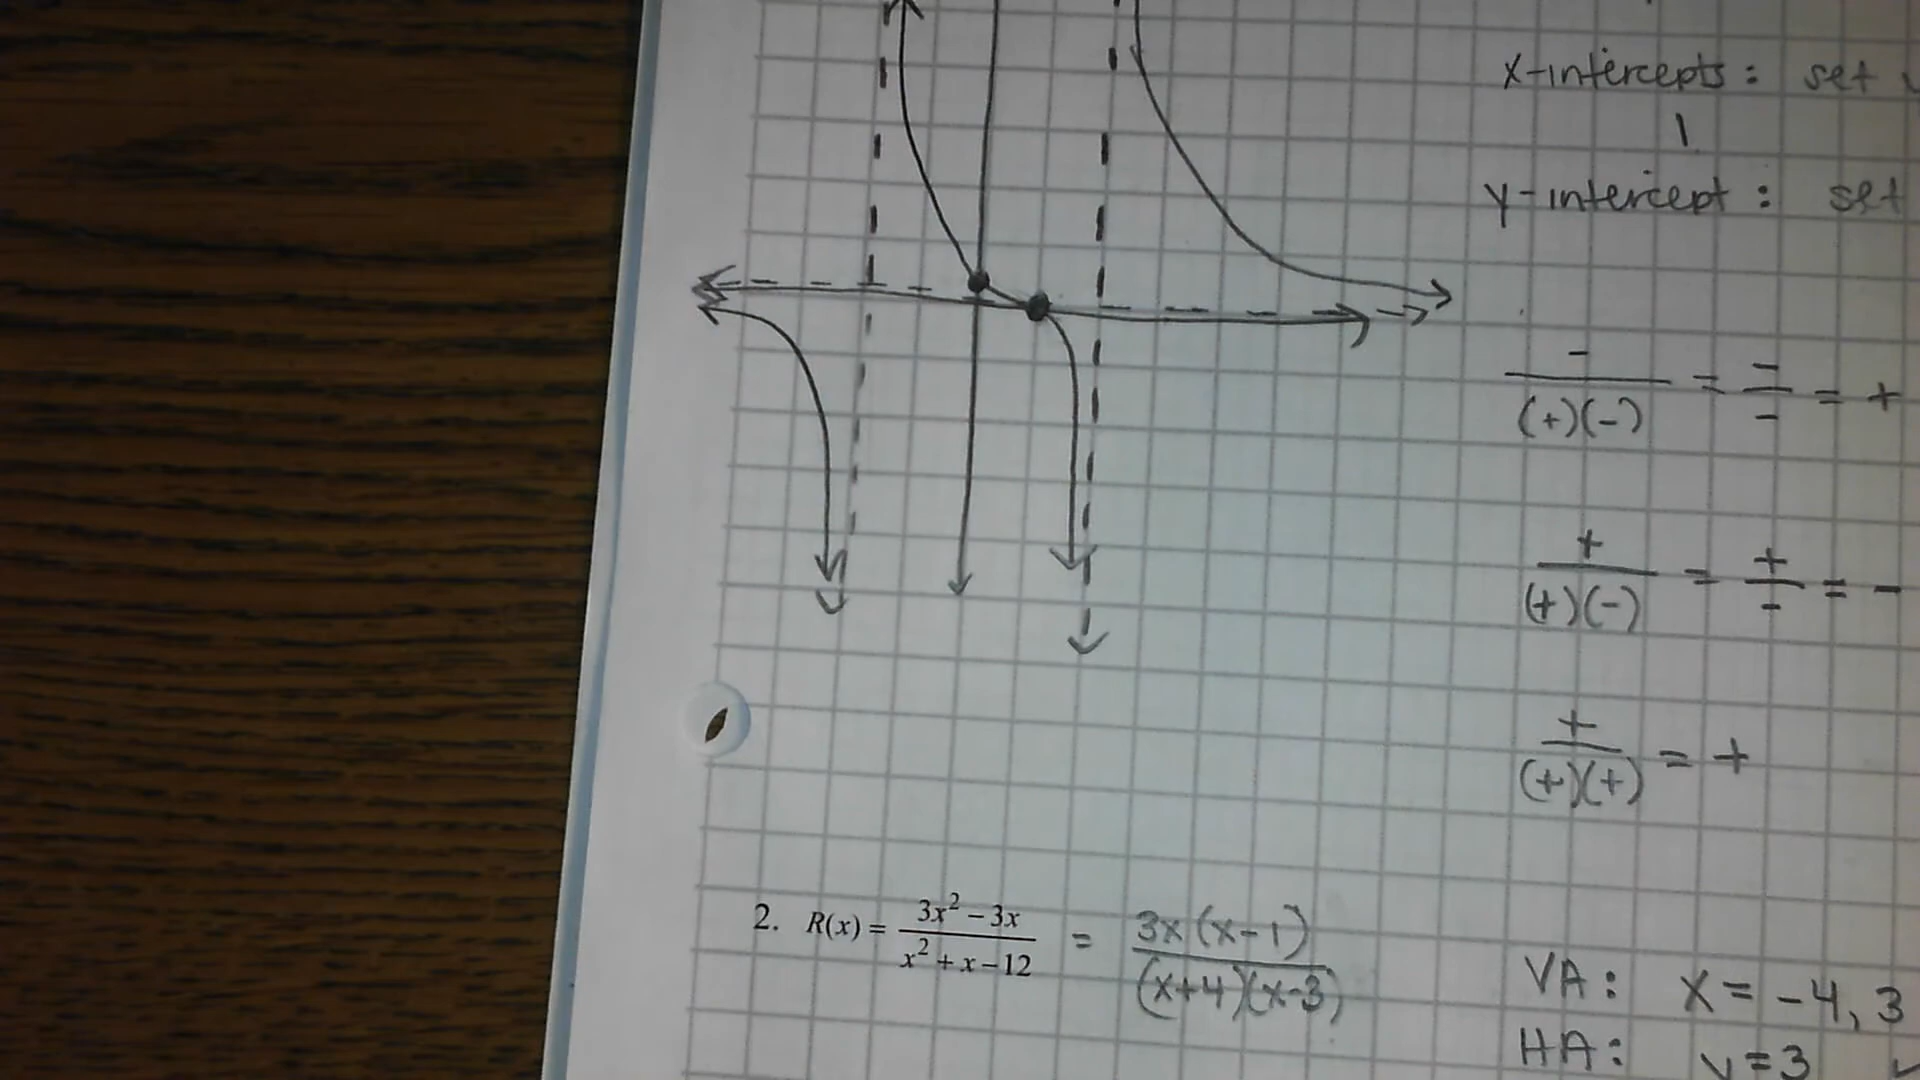 x-intercepts: set
1
y-intercept: set
-/(+)(-) = -/- = +
+/(+)(-) = +/- = -
+/(+)(+) = +
2. R(x) = (3x² - 3x)/(x² + x - 12) = 3x(x-1)/(x+4)(x-3)
VA: x = -4, 3
HA: y = 3